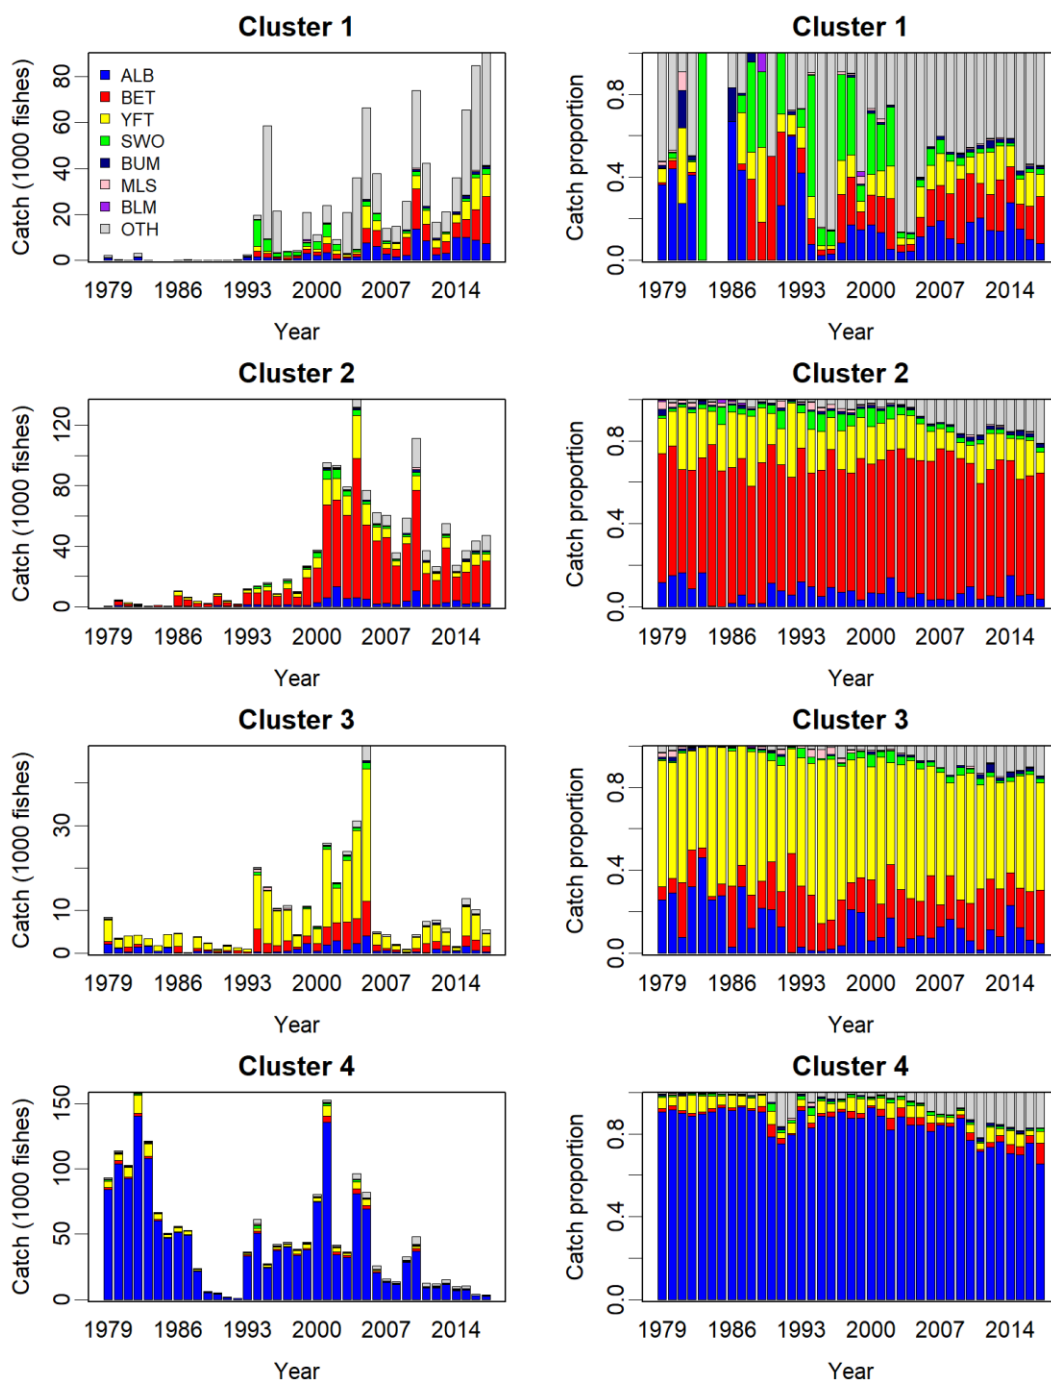 Cluster 1
Catch (1000 fishes)
80
60
40
20
0
ALB
BET
YFT
SWO
BUM
MLS
BLM
OTH
1979 1986 1993 2000 2007 2014
Year
Cluster 1
Catch proportion
0.8
0.4
0.0
1979 1986 1993 2000 2007 2014
Year
Cluster 2
Catch (1000 fishes)
120
80
40
0
1979 1986 1993 2000 2007 2014
Year
Cluster 2
Catch proportion
0.8
0.4
0.0
1979 1986 1993 2000 2007 2014
Year
Cluster 3
Catch (1000 fishes)
30
10
0
1979 1986 1993 2000 2007 2014
Year
Cluster 3
Catch proportion
0.8
0.4
0.0
1979 1986 1993 2000 2007 2014
Year
Cluster 4
Catch (1000 fishes)
150
100
50
0
1979 1986 1993 2000 2007 2014
Year
Cluster 4
Catch proportion
0.8
0.4
0.0
1979 1986 1993 2000 2007 2014
Year